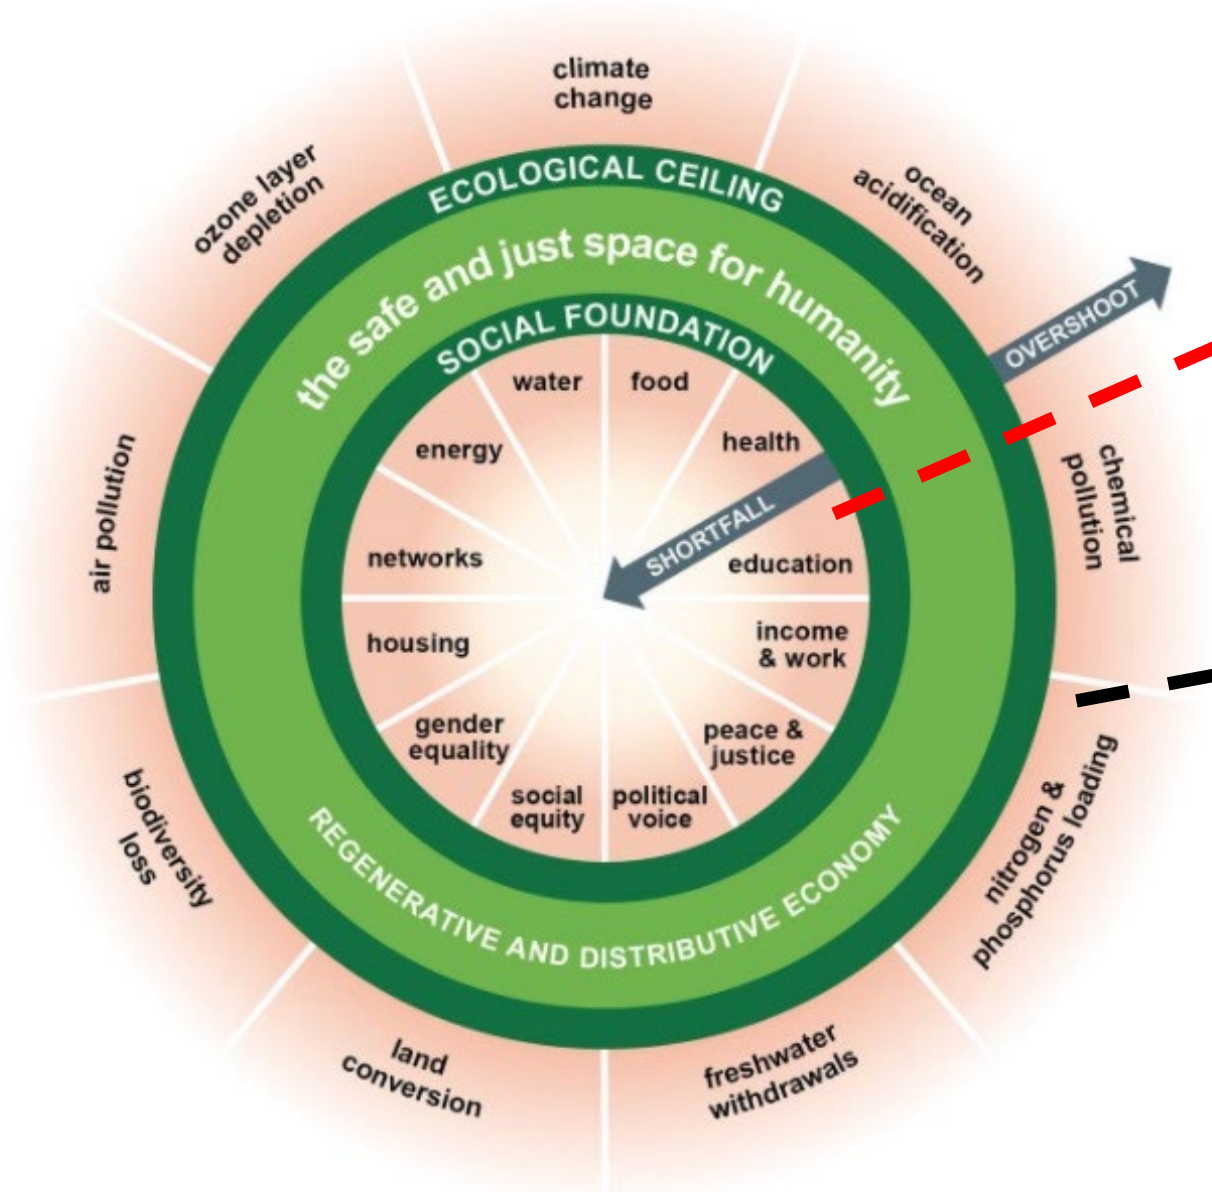 climate
change
ozone layer
depletion
ocean
acidification
ECOLOGICAL CEILING
the safe and just space for humanity
SOCIAL FOUNDATION
OVERSHOOT
water
food
energy
health
air pollution
chemical
pollution
SHORTFALL
networks
education
housing
income
& work
gender
equality
peace &
justice
social
equity
political
voice
biodiversity
loss
nitrogen &
phosphorus loading
REGENERATIVE AND DISTRIBUTIVE ECONOMY
land
conversion
freshwater
withdrawals